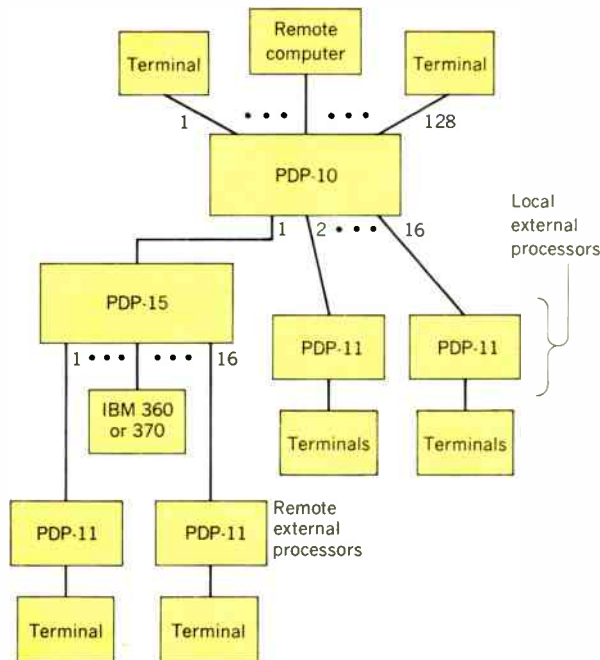 Remote
computer
Terminal
Terminal
1
128
PDP-10
1
2
16
Local
external
processors
PDP-15
PDP-11
PDP-11
1
16
IBM 360
or 370
Terminals
Terminals
PDP-11
PDP-11
Remote
external
processors
Terminal
Terminal